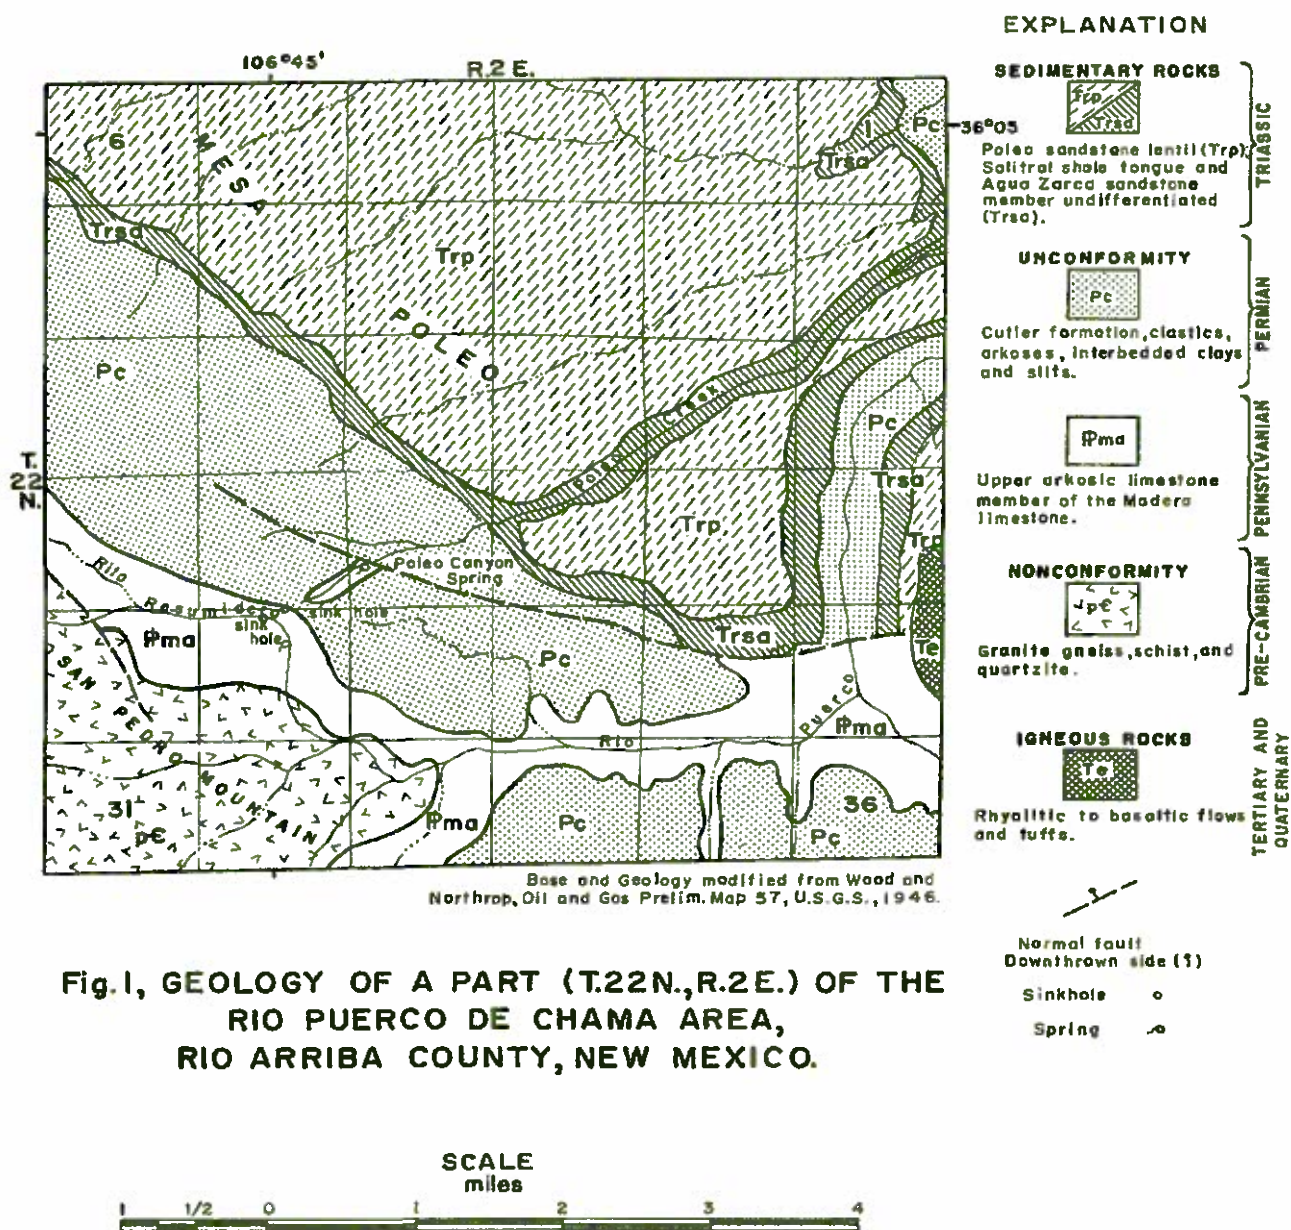 106°45'
R.2 E.
36°05
T.
22
N.
6
MESA
POLEO
1
Pc
Trsa
Trsa
Trp
Pc
Poleo Creek
Pc
Trsa
Trp
Trp
Poleo Canyon
Spring
Rito
Resumidero
sink hole
sink
hole
Te
Trsa
ℙma
Pc
SAN PEDRO MOUNTAIN
Puerco
Rio
ℙma
31
p€
ℙma
Pc
36
Pc
Base and Geology modified from Wood and
Northrop, Oil and Gas Prelim. Map 57, U.S.G.S., 1946.
EXPLANATION
SEDIMENTARY ROCKS
Trp
Trsa
Poleo sandstone lentil (Trp);
Salitral shale tongue and
Agua Zarca sandstone
member undifferentiated
(Trsa).
TRIASSIC
UNCONFORMITY
Pc
Cutler formation, clastics,
arkoses, interbedded clays
and silts.
PERMIAN
ℙma
Upper arkosic limestone
member of the Madera
limestone.
PENNSYLVANIAN
NONCONFORMITY
p€
Granite gneiss, schist, and
quartzite.
PRE-CAMBRIAN
IGNEOUS ROCKS
Te
Rhyolitic to basaltic flows
and tuffs.
TERTIARY AND
QUATERNARY
Normal fault
Downthrown side (?)
Sinkhole
Spring
Fig. 1, GEOLOGY OF A PART (T.22N.,R.2E.) OF THE
RIO PUERCO DE CHAMA AREA,
RIO ARRIBA COUNTY, NEW MEXICO.
SCALE
miles
1 1/2 0 1 2 3 4